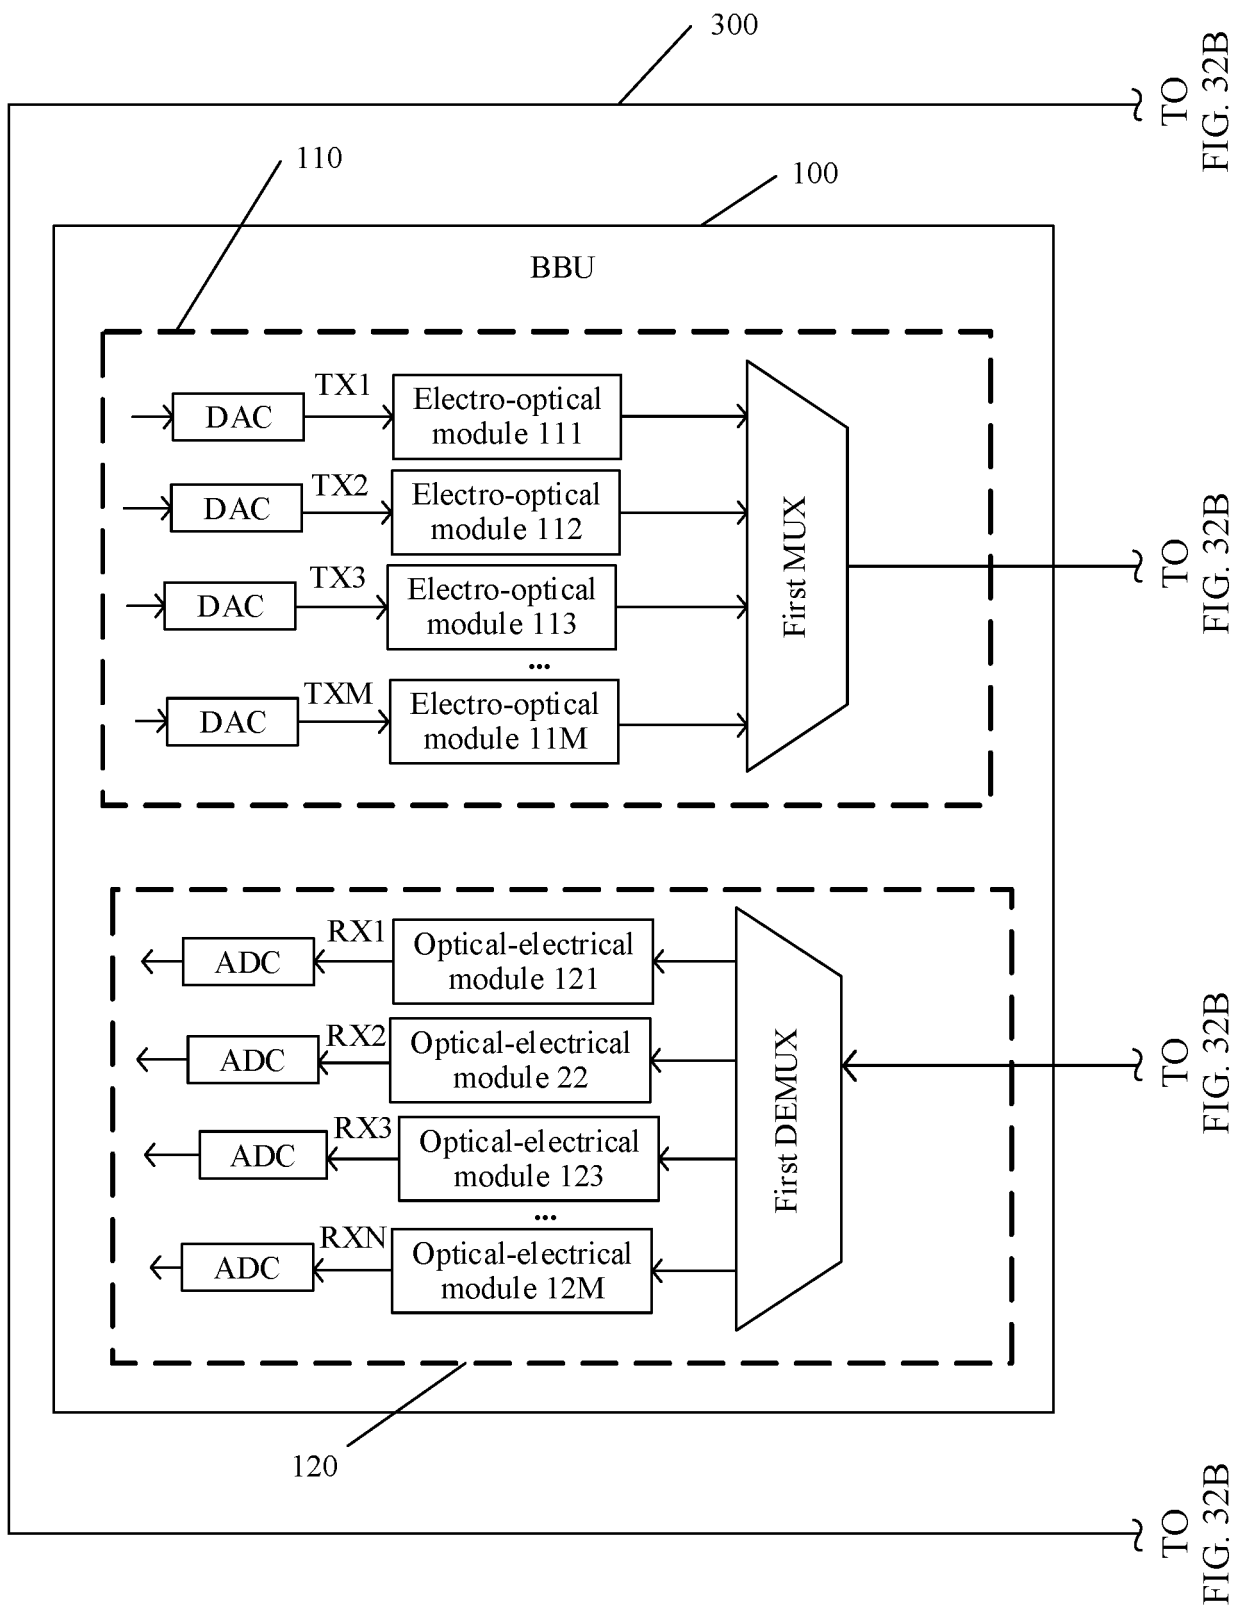 300
TO
FIG. 32B
110
100
BBU
DAC
TX1
Electro-optical
module 111
DAC
TX2
Electro-optical
module 112
DAC
TX3
Electro-optical
module 113
...
DAC
TXM
Electro-optical
module 11M
First MUX
TO
FIG. 32B
ADC
RX1
Optical-electrical
module 121
ADC
RX2
Optical-electrical
module 22
ADC
RX3
Optical-electrical
module 123
...
ADC
RXN
Optical-electrical
module 12M
First DEMUX
TO
FIG. 32B
120
TO
FIG. 32B